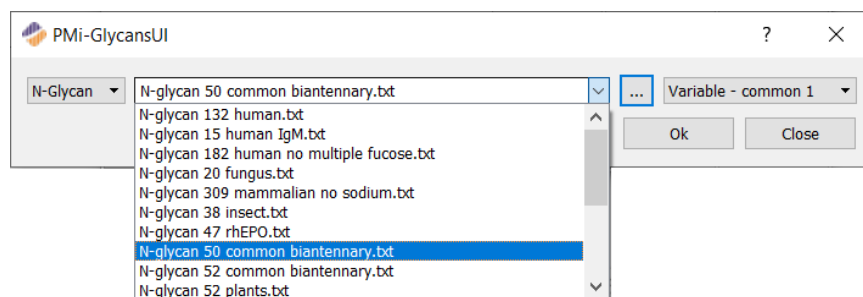 PMi-GlycansUI ?
N-Glycan N-glycan 50 common biantennary.txt ... Variable - common 1
N-glycan 132 human.txt
N-glycan 15 human IgM.txt
N-glycan 182 human no multiple fucose.txt
N-glycan 20 fungus.txt
N-glycan 309 mammalian no sodium.txt
N-glycan 38 insect.txt
N-glycan 47 rhEPO.txt
N-glycan 50 common biantennary.txt
N-glycan 52 common biantennary.txt
N-glycan 52 plants.txt
Ok Close